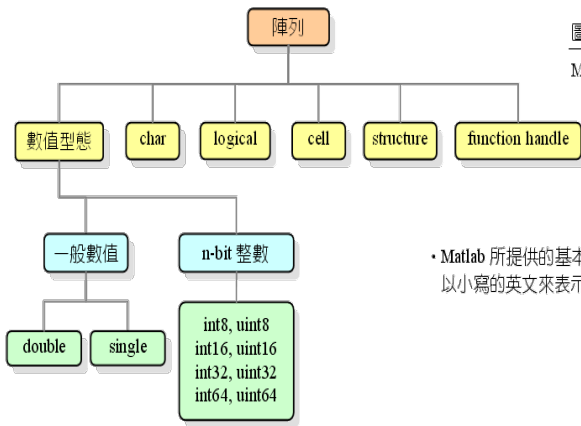 陣列
圖
M
數值型態
char
logical
cell
structure
function handle
一般數值
n-bit 整數
• Matlab 所提供的基本
以小寫的英文來表示
double
single
int8, uint8
int16, uint16
int32, uint32
int64, uint64